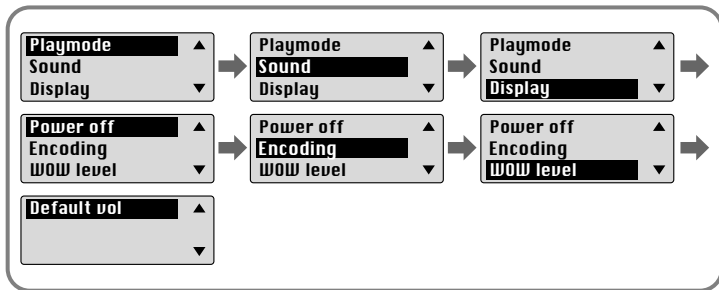 Playmode
Sound
Display
Playmode
Sound
Display
Playmode
Sound
Display
Power off
Encoding
WOW level
Power off
Encoding
WOW level
Power off
Encoding
WOW level
Default vol